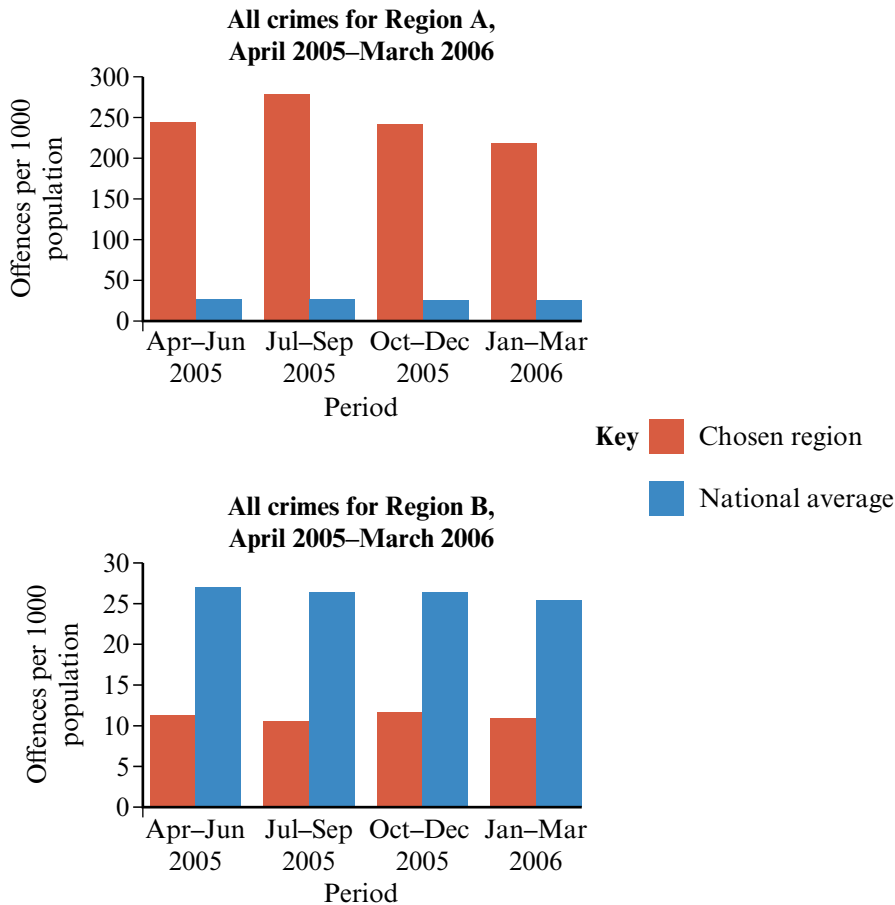 All crimes for Region A,
April 2005–March 2006
Offences per 1000
population
300
250
200
150
100
50
0
Apr–Jun Jul–Sep Oct–Dec Jan–Mar
2005 2005 2005 2006
Period
Key Chosen region
National average
All crimes for Region B,
April 2005–March 2006
Offences per 1000
population
30
25
20
15
10
5
0
Apr–Jun Jul–Sep Oct–Dec Jan–Mar
2005 2005 2005 2006
Period